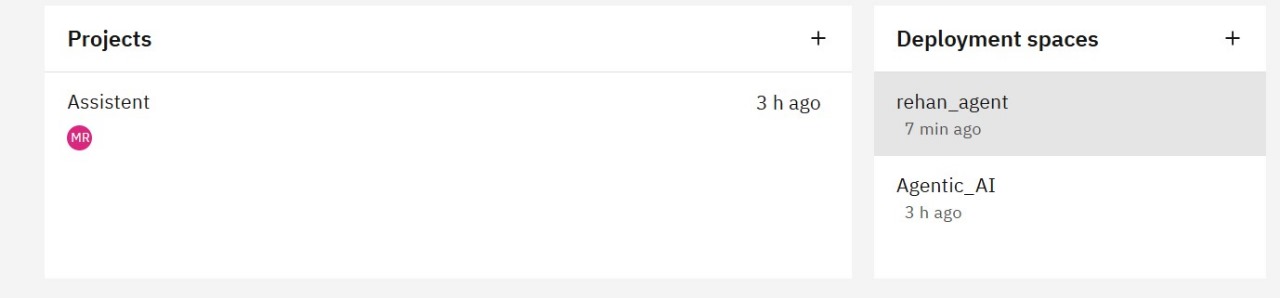 Projects
+
Assistent
3 h ago
MR
Deployment spaces
+
rehan_agent
7 min ago
Agentic_AI
3 h ago